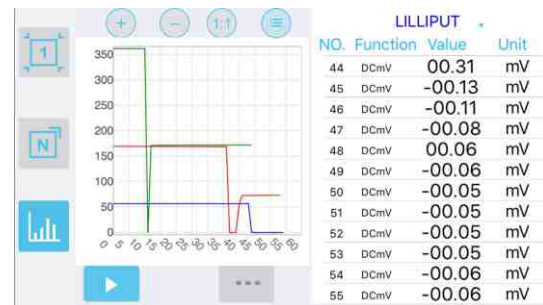 +
−
1:1
1
N
350
300
250
200
150
100
50
0
0 5 10 15 20 25 30 35 40 45 50 55 60
LILLIPUT
NO. Function Value Unit
44 DCmV 00.31 mV
45 DCmV -00.13 mV
46 DCmV -00.11 mV
47 DCmV -00.08 mV
48 DCmV 00.06 mV
49 DCmV -00.06 mV
50 DCmV -00.05 mV
51 DCmV -00.05 mV
52 DCmV -00.05 mV
53 DCmV -00.05 mV
54 DCmV -00.06 mV
55 DCmV -00.06 mV